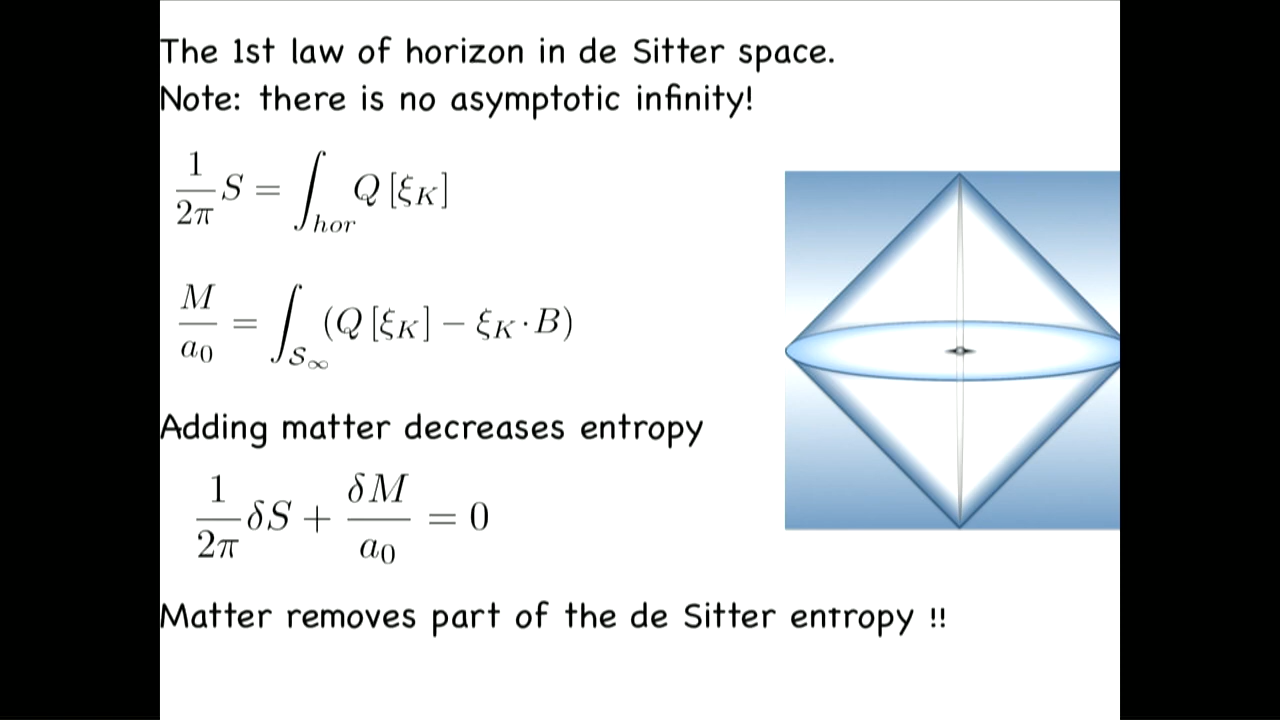 The 1st law of horizon in de Sitter space.
Note: there is no asymptotic infinity!
$\frac{1}{2\pi} S = \int_{hor} Q[\xi_K]$
$\frac{M}{a_0} = \int_{S_\infty} (Q[\xi_K] - \xi_K \cdot B)$
Adding matter decreases entropy
$\frac{1}{2\pi} \delta S + \frac{\delta M}{a_0} = 0$
Matter removes part of the de Sitter entropy !!